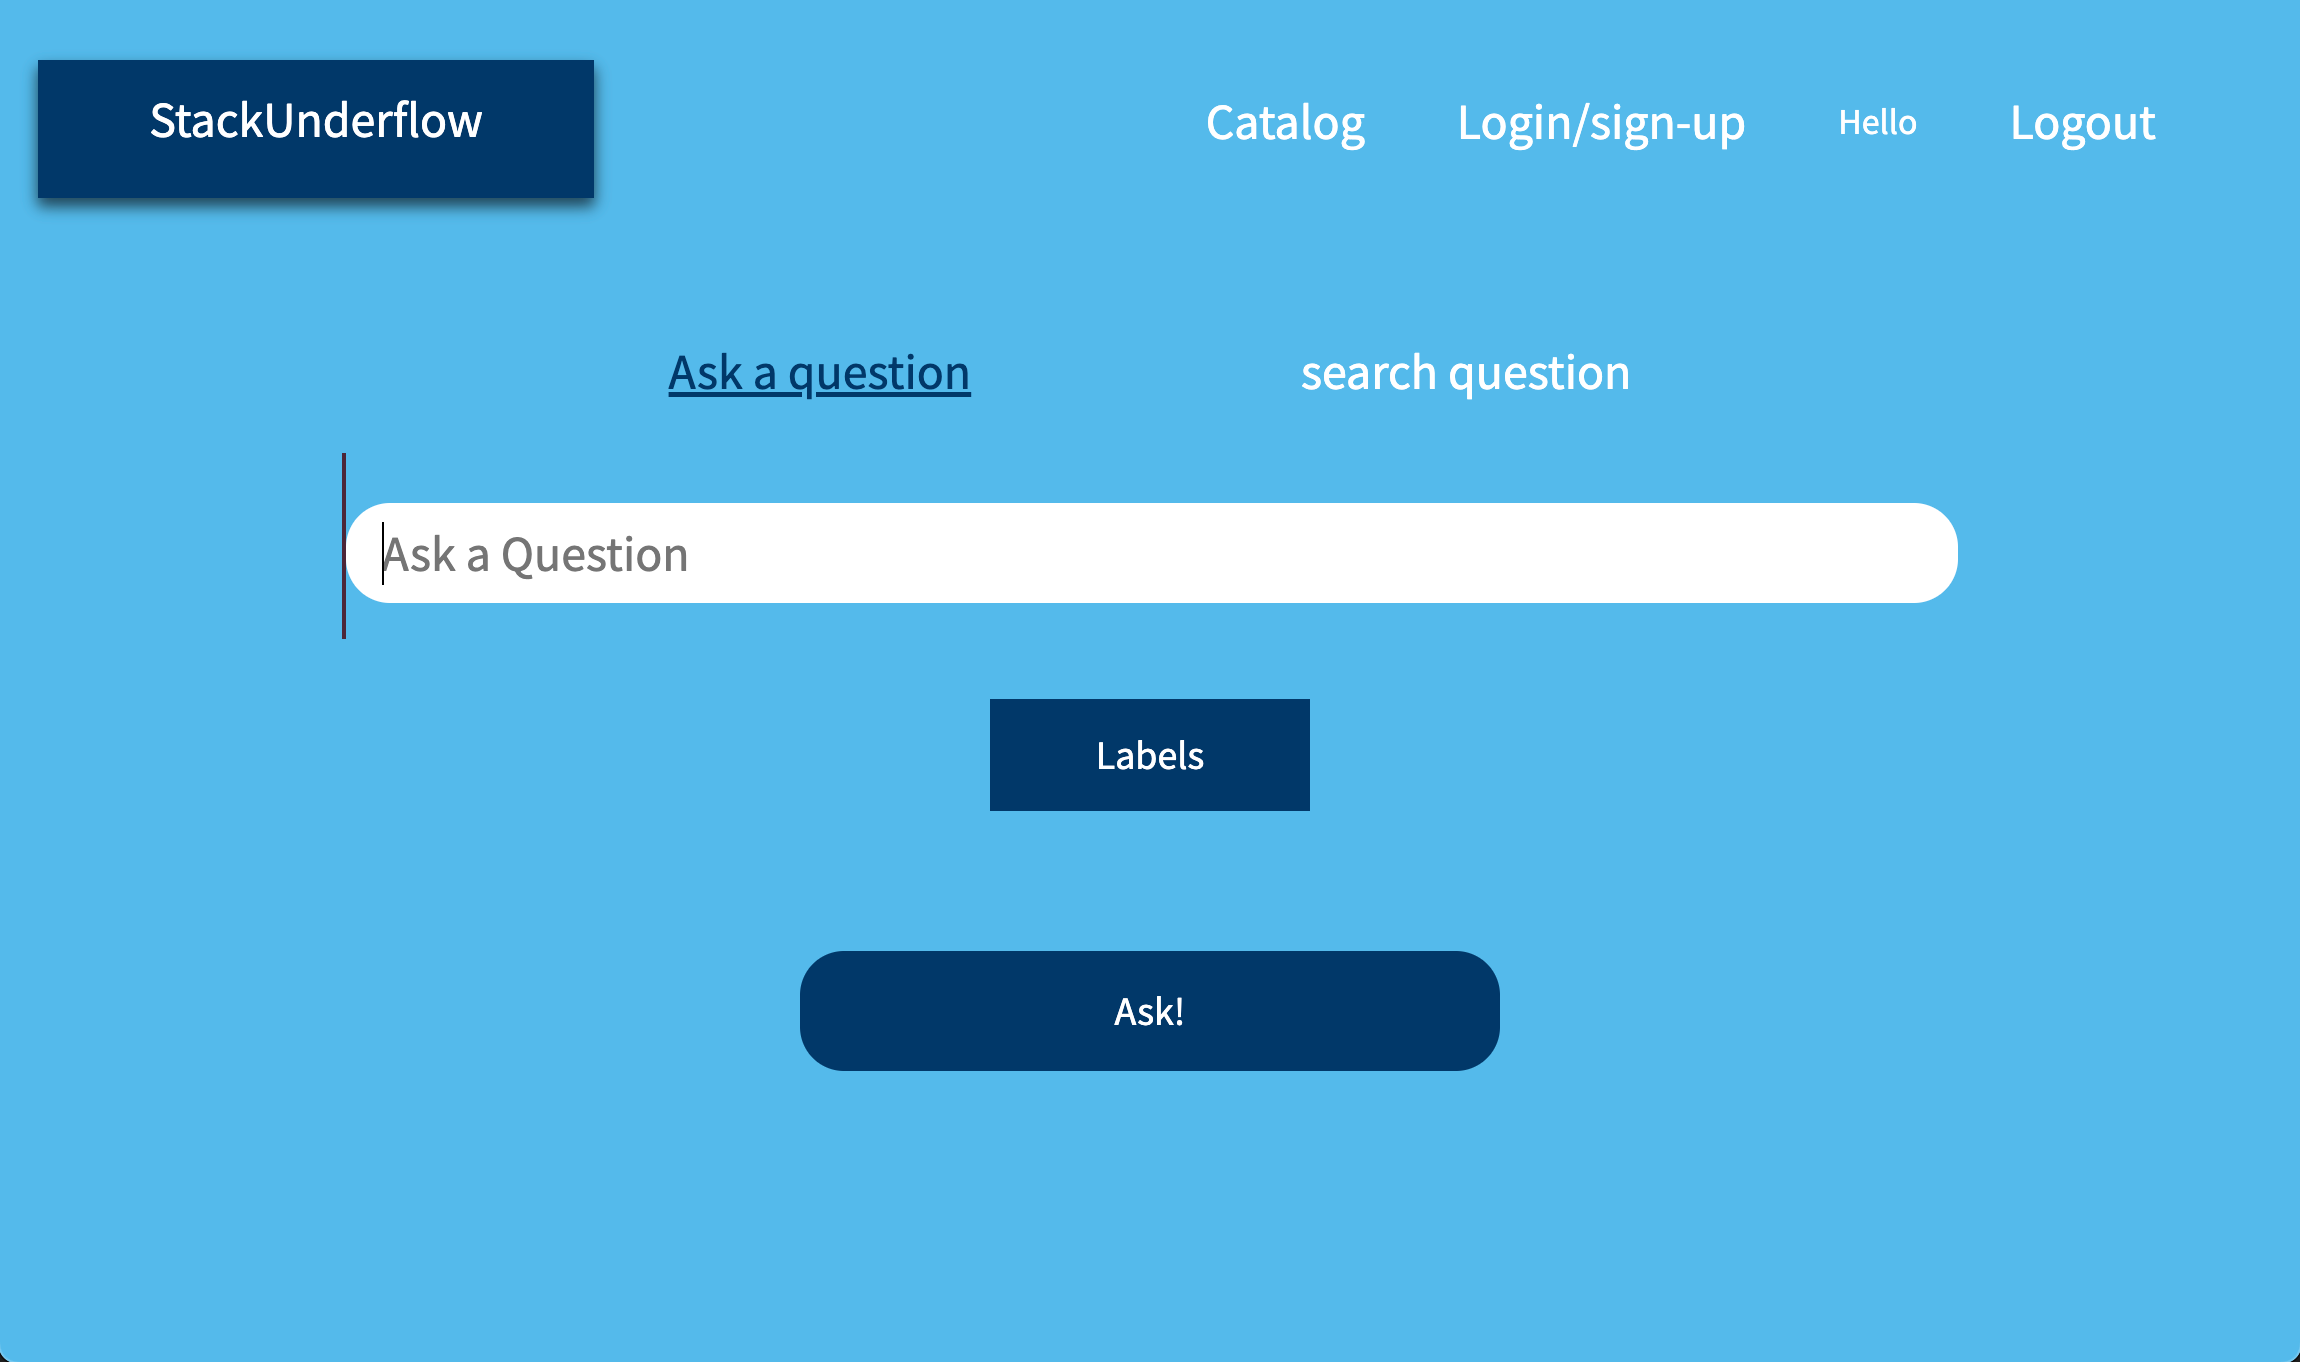 StackUnderflow
Catalog Login/sign-up Hello Logout
Ask a question search question
Ask a Question
Labels
Ask!